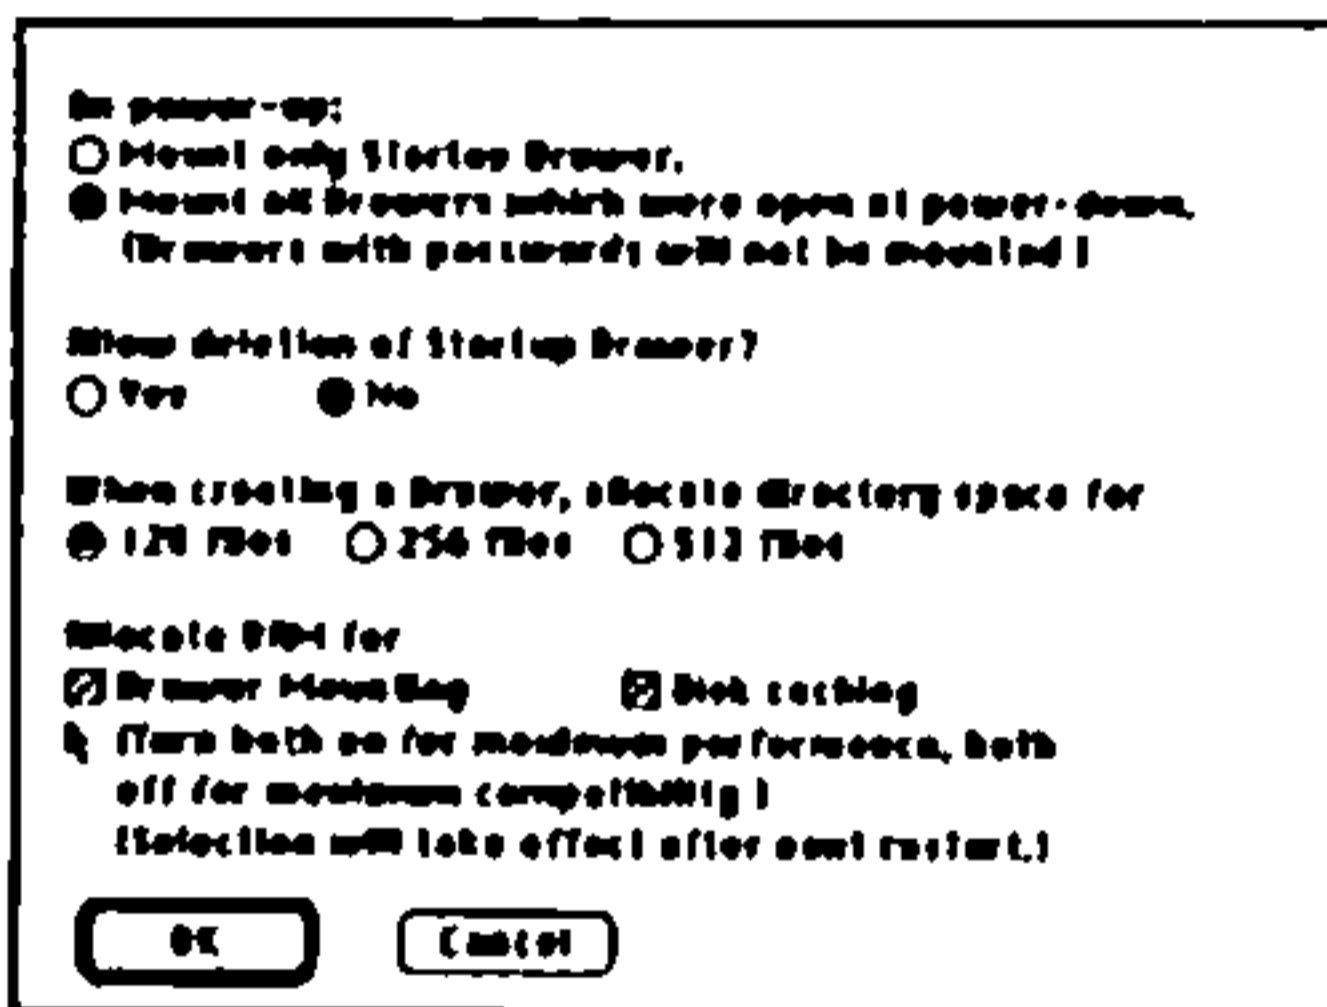 On power-up:
Mount only Startup Drawer.
Mount all Drawers which were open at power-down.
(Drawers with passwords will not be mounted)
Allow deletion of Startup Drawer?
Yes No
When creating a Drawer, allocate directory space for
128 files 256 files 512 files
Allocate RAM for
Drawer Mounting Disk caching
(Turn both on for maximum performance, both
off for maximum compatibility)
(Selection will take effect after next restart.)
OK Cancel